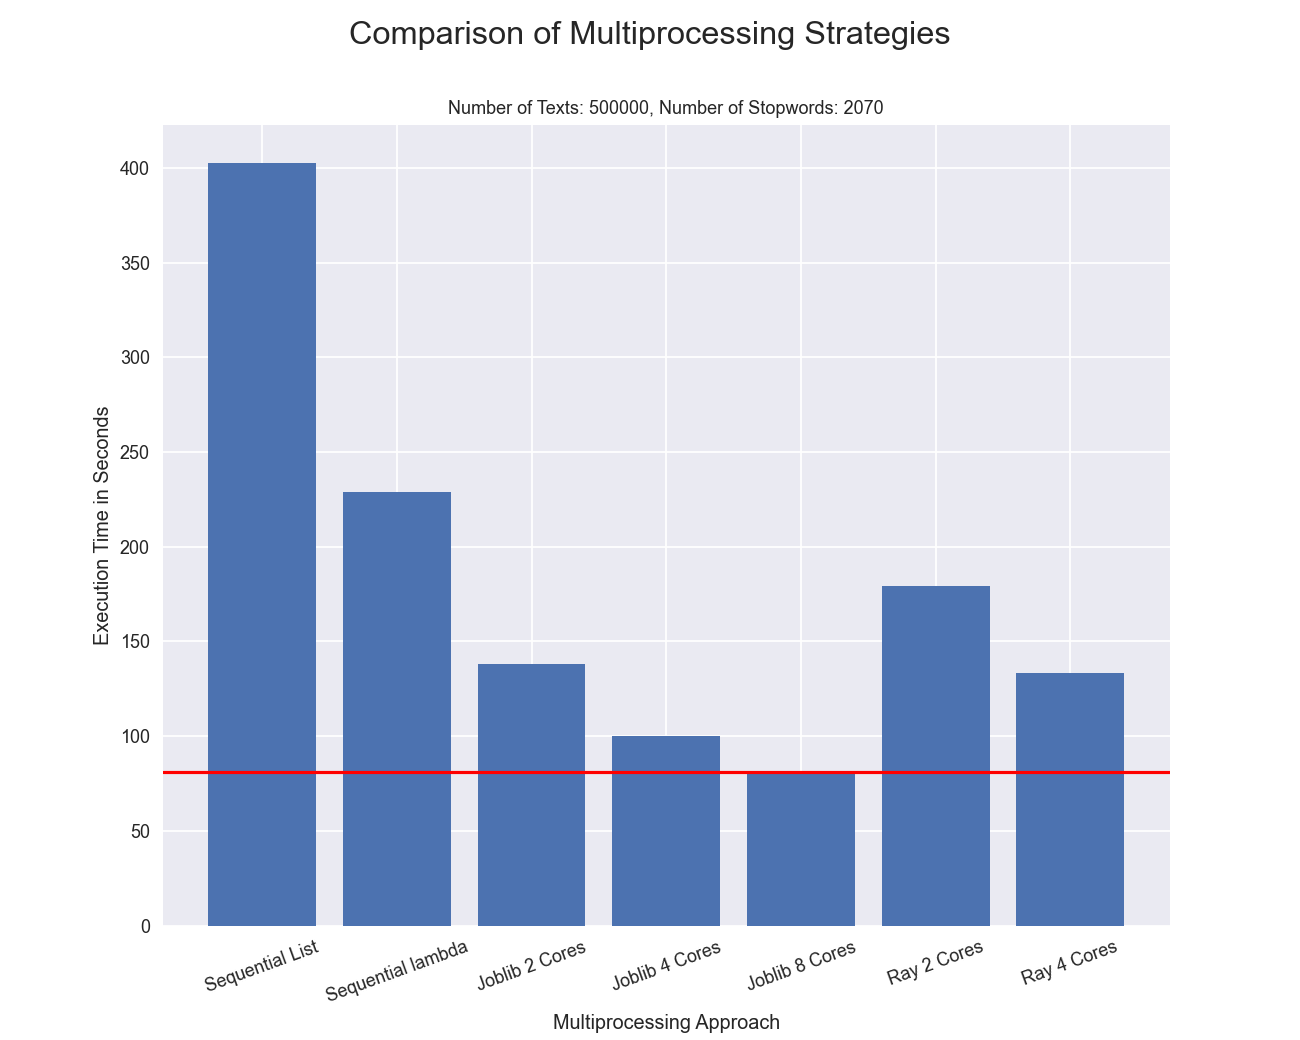 Comparison of Multiprocessing Strategies
Number of Texts: 500000, Number of Stopwords: 2070
400
350
300
250
200
150
100
50
0
Execution Time in Seconds
Sequential List
Sequential lambda
Joblib 2 Cores
Joblib 4 Cores
Joblib 8 Cores
Ray 2 Cores
Ray 4 Cores
Multiprocessing Approach